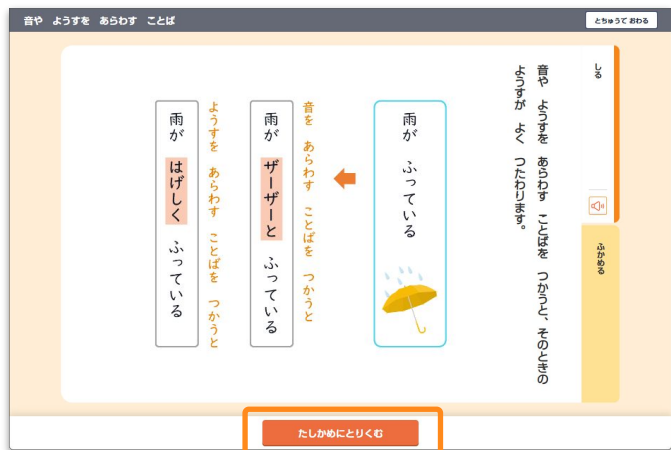 音や ようすを あらわす ことば
とちゅうで おわる
しる
ふかめる
音や ようすを あらわす ことばを つかうと、そのときの
ようすが よく つたわります。
雨が ふっている
音を あらわす ことばを つかうと
雨が ザーザーと ふっている
ようすを あらわす ことばを つかうと
雨が はげしく ふっている
たしかめにとりくむ